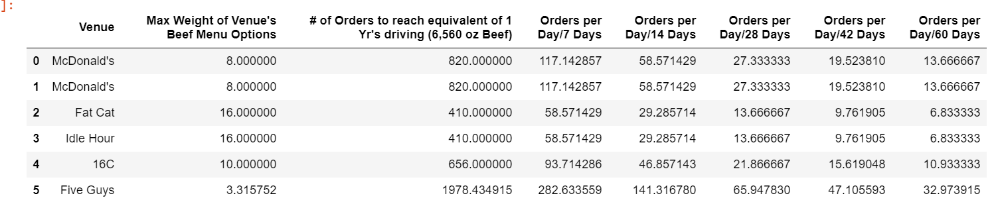 ]:
Venue Max Weight of Venue's Beef Menu Options # of Orders to reach equivalent of 1 Yr's driving (6,560 oz Beef) Orders per Day/7 Days Orders per Day/14 Days Orders per Day/28 Days Orders per Day/42 Days Orders per Day/60 Days
0 McDonald's 8.000000 820.000000 117.142857 58.571429 27.333333 19.523810 13.666667
1 McDonald's 8.000000 820.000000 117.142857 58.571429 27.333333 19.523810 13.666667
2 Fat Cat 16.000000 410.000000 58.571429 29.285714 13.666667 9.761905 6.833333
3 Idle Hour 16.000000 410.000000 58.571429 29.285714 13.666667 9.761905 6.833333
4 16C 10.000000 656.000000 93.714286 46.857143 21.866667 15.619048 10.933333
5 Five Guys 3.315752 1978.434915 282.633559 141.316780 65.947830 47.105593 32.973915